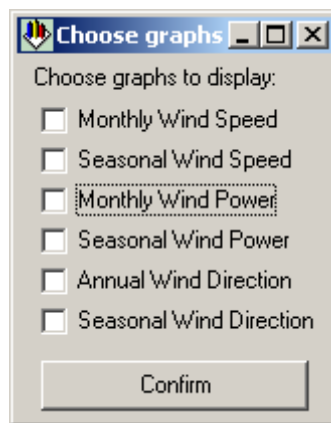 Choose graphs
Choose graphs to display:
Monthly Wind Speed
Seasonal Wind Speed
Monthly Wind Power
Seasonal Wind Power
Annual Wind Direction
Seasonal Wind Direction
Confirm